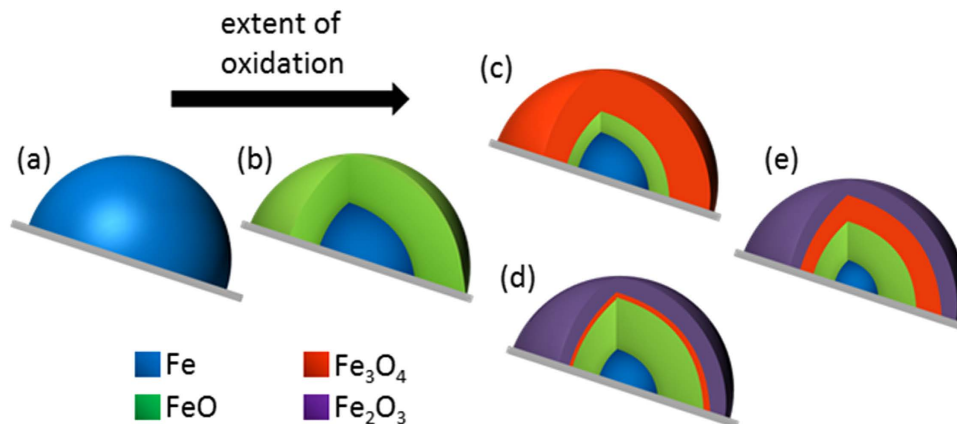 extent of
oxidation
(a)
(b)
(c)
(d)
(e)
Fe
FeO
Fe₃O₄
Fe₂O₃